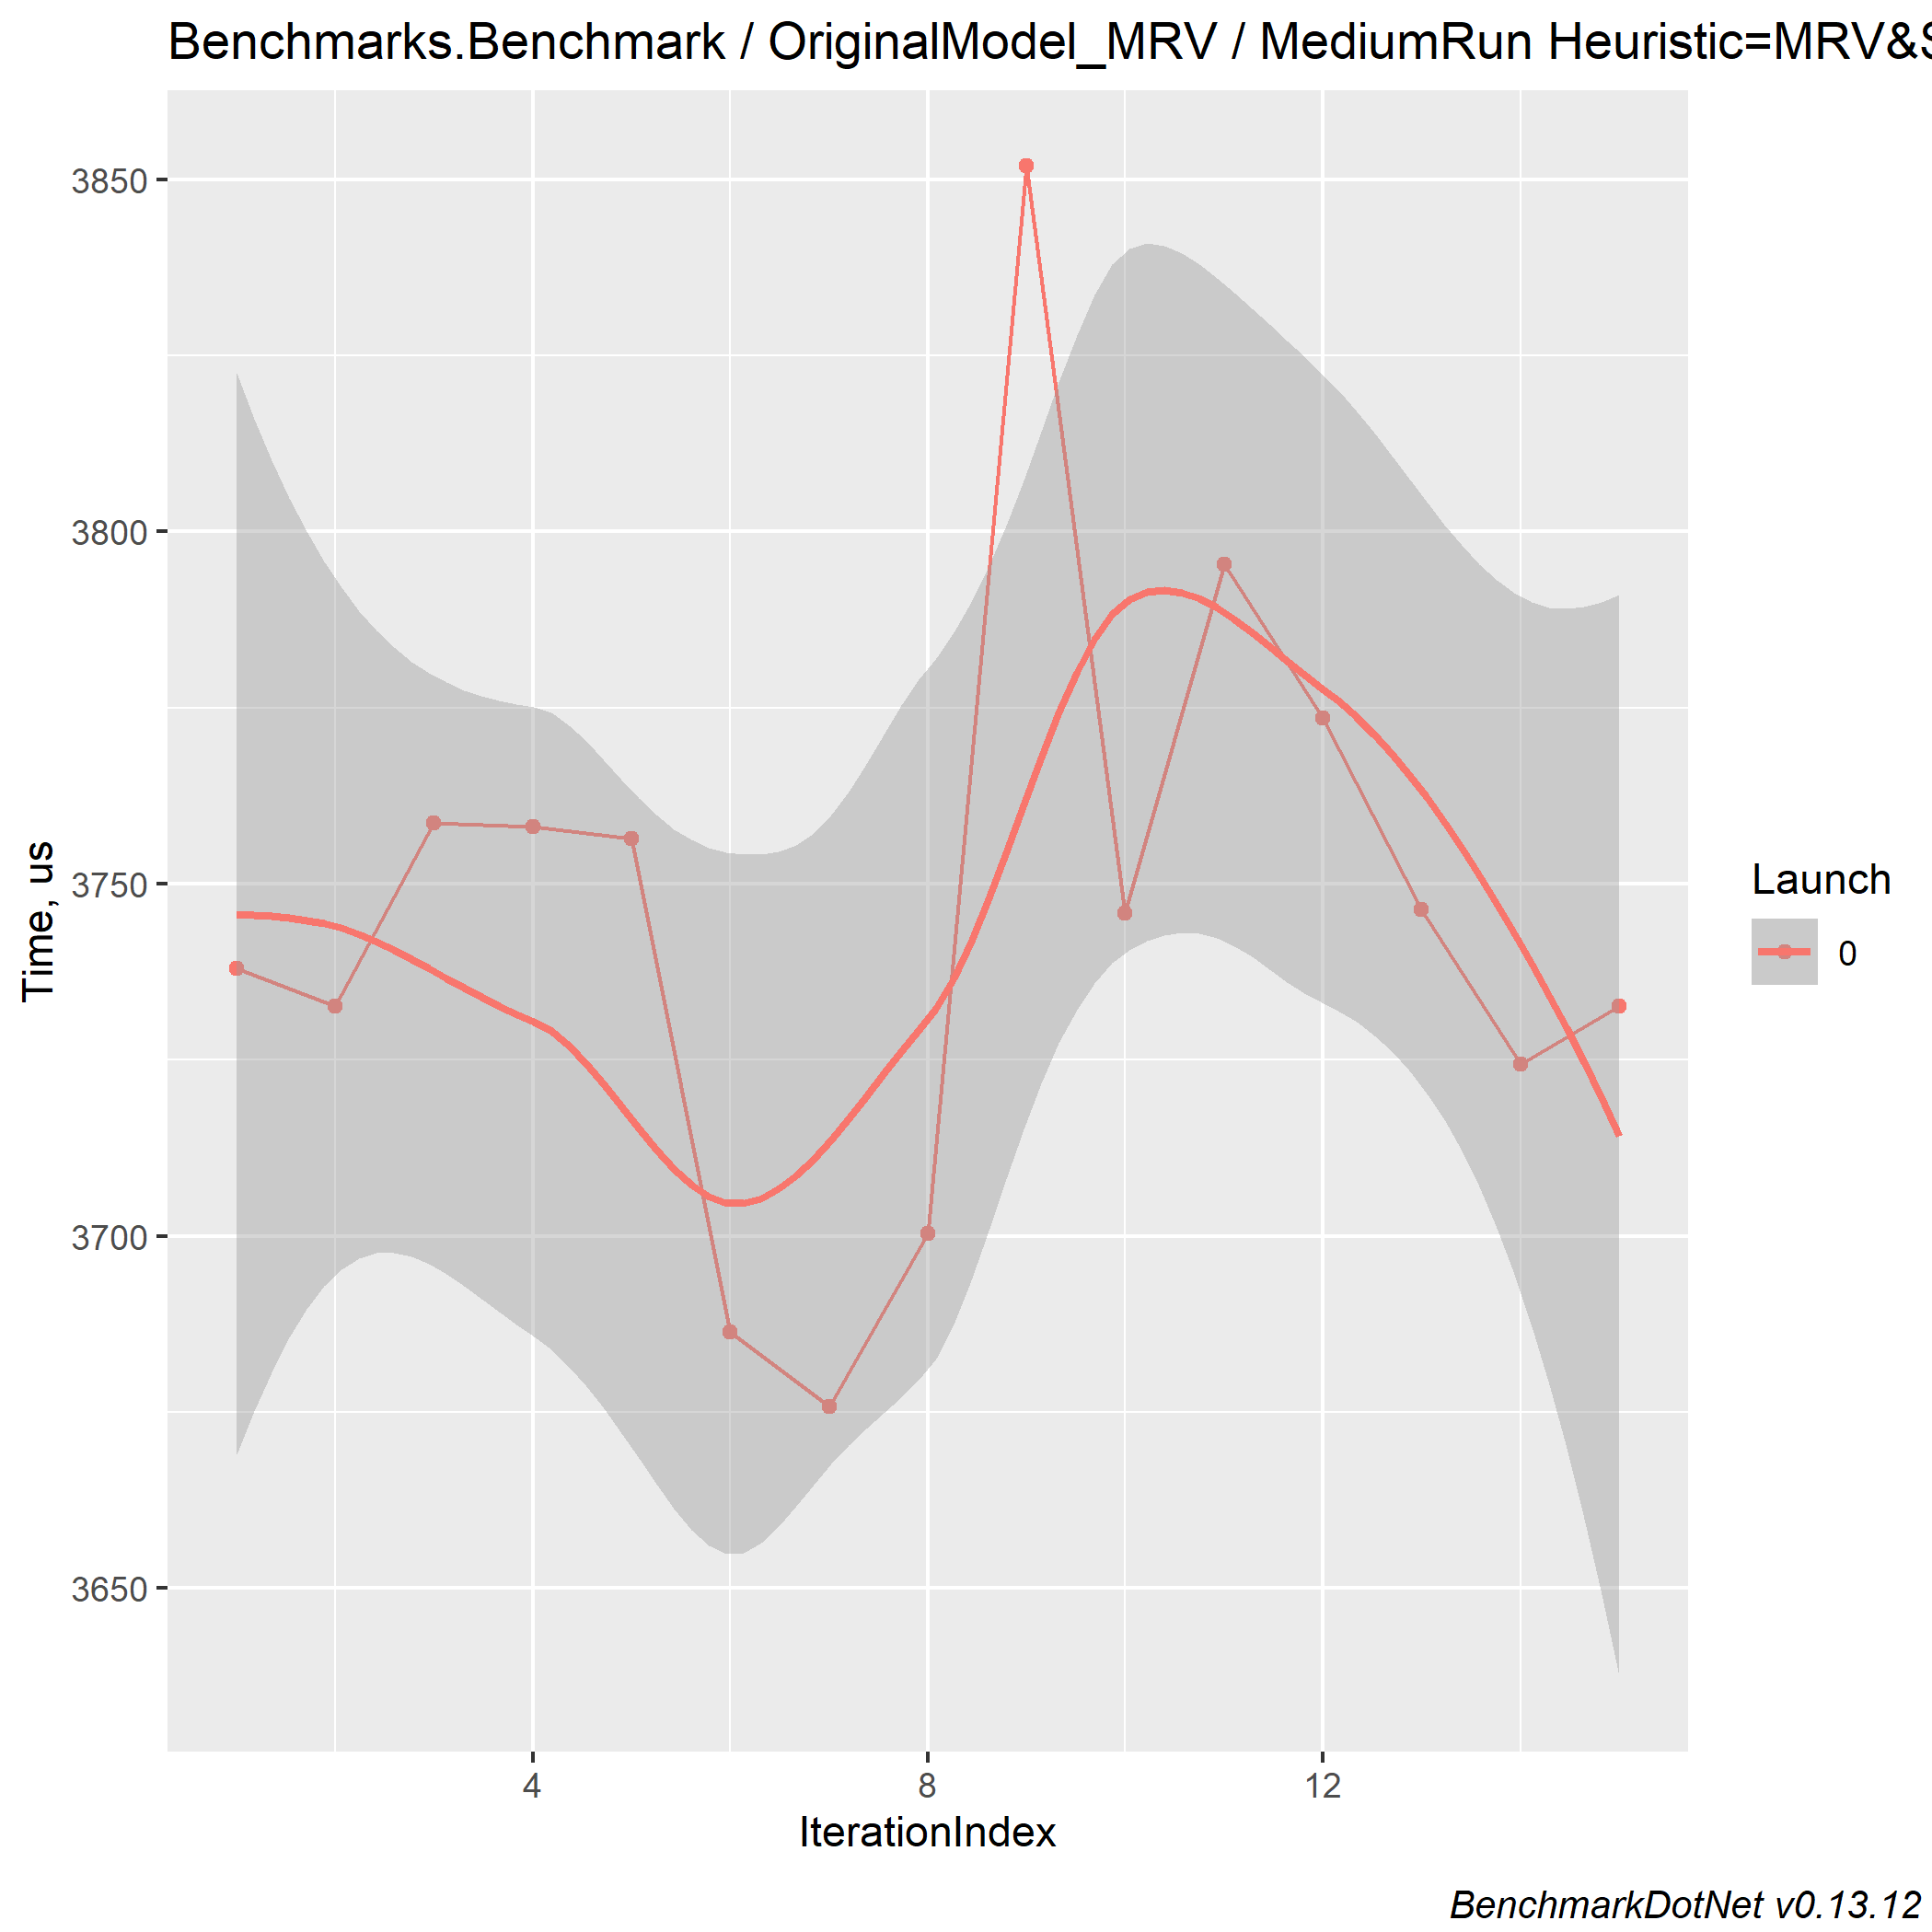 Benchmarks.Benchmark / OriginalModel_MRV / MediumRun Heuristic=MRV&S
3850
3800
3750
3700
3650
Time, us
4
8
12
IterationIndex
Launch
0
BenchmarkDotNet v0.13.12